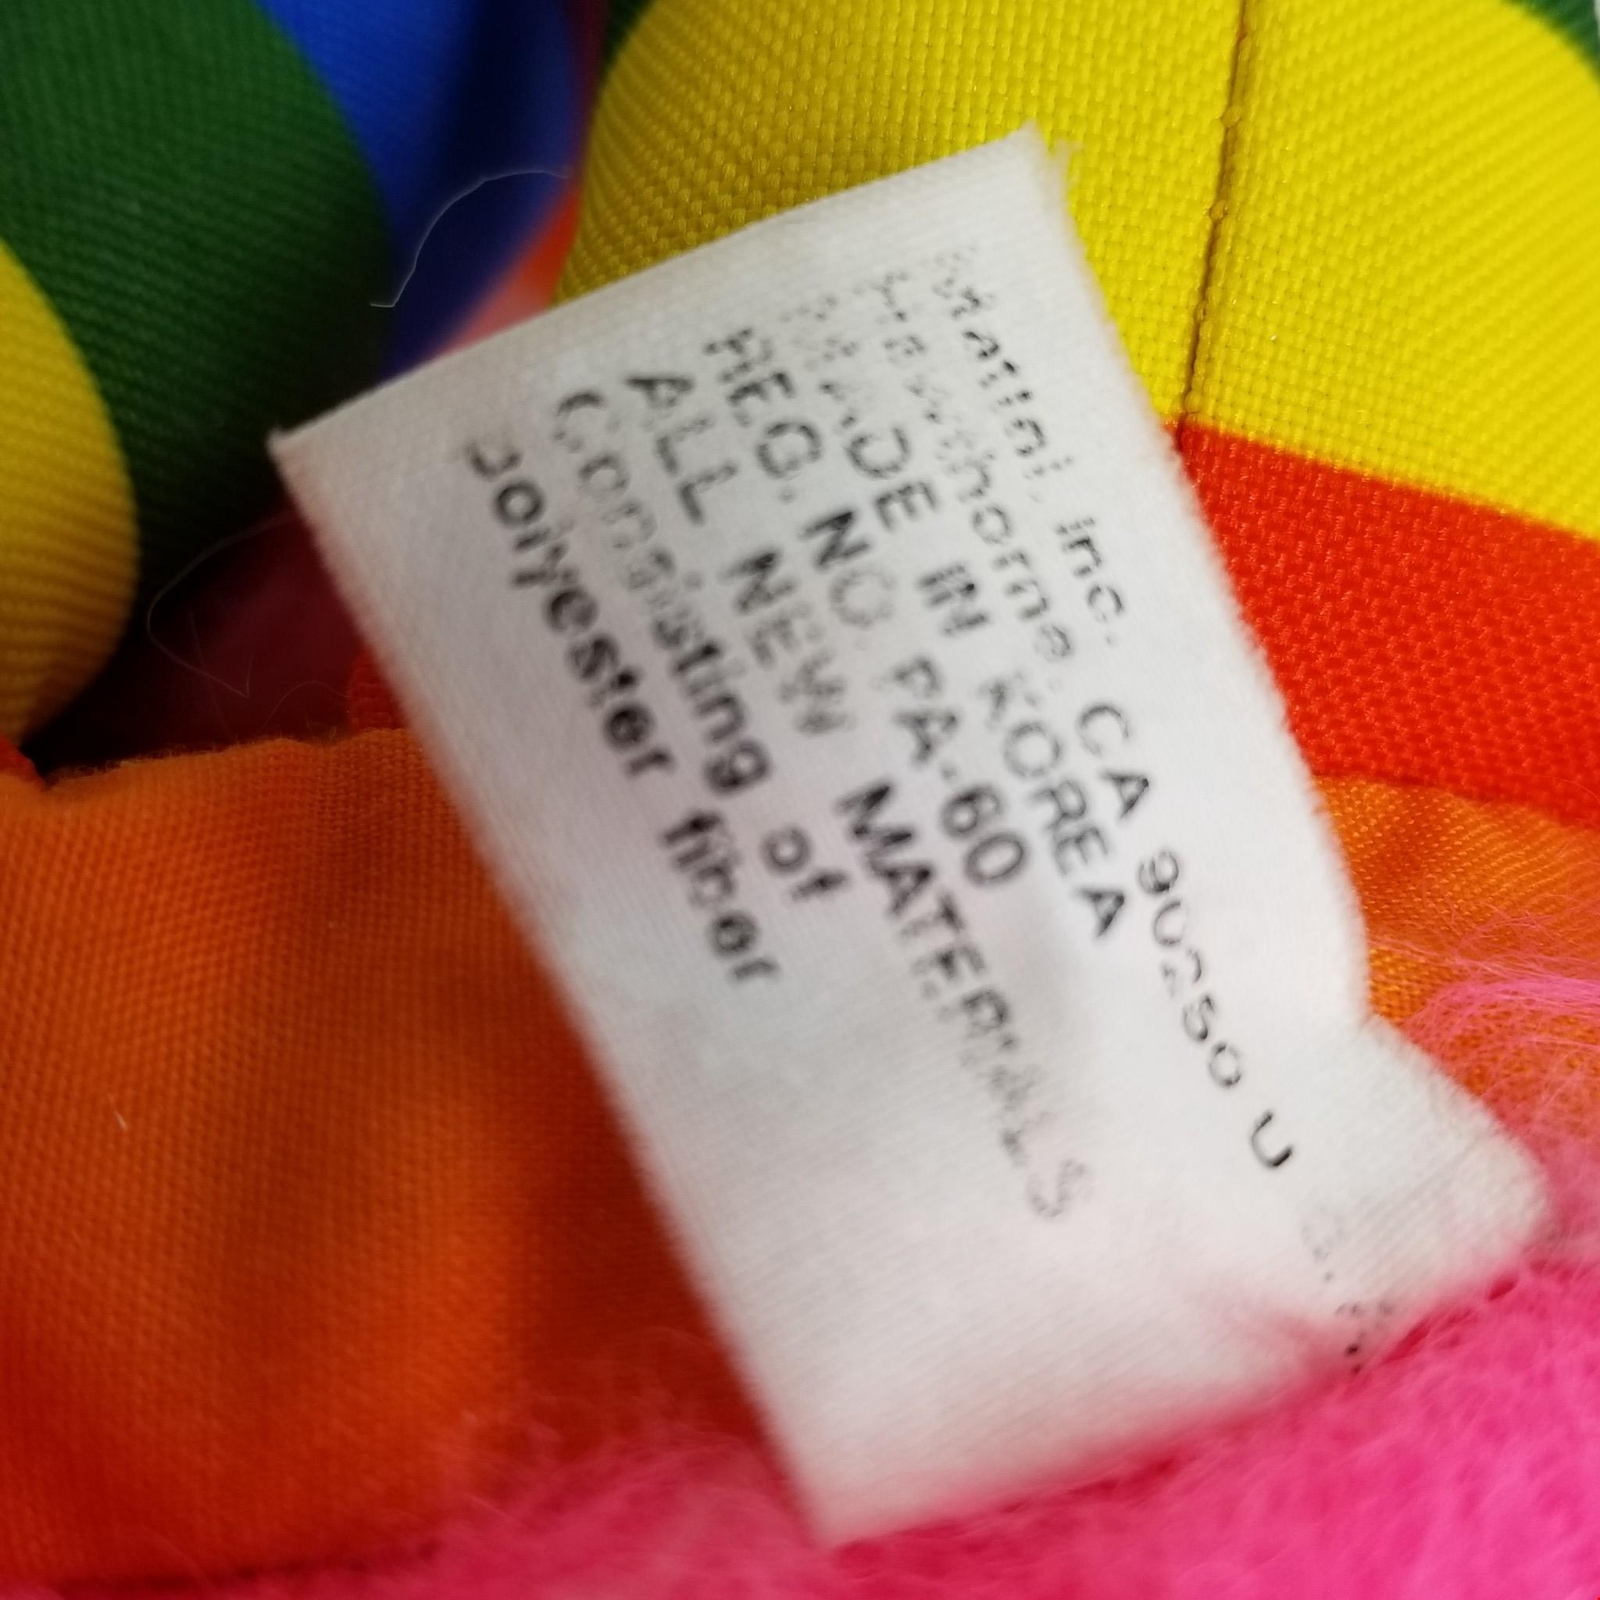 Mattel, Inc.
Hawthorne, CA 90250 U.S.A.
MADE IN KOREA
REG. NO. PA-60
ALL NEW MATERIALS
Consisting of
polyester fiber